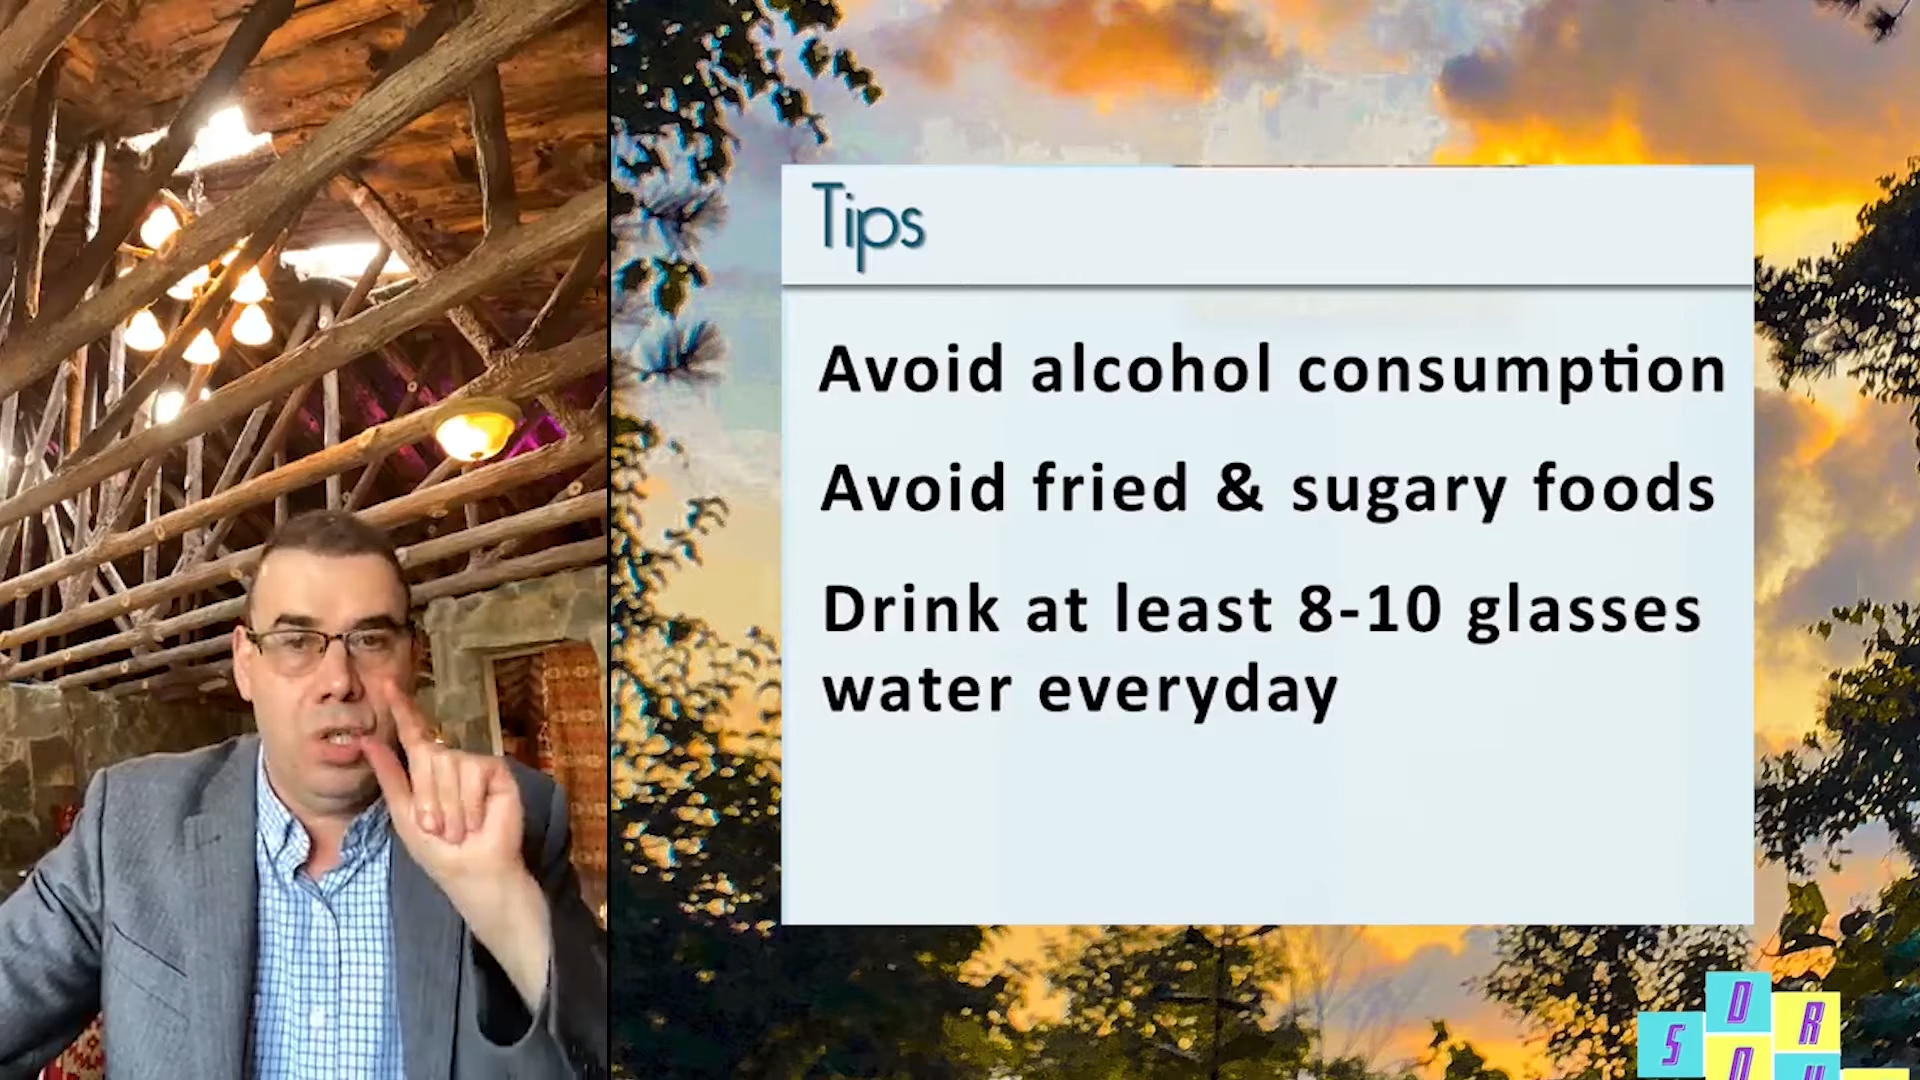 Tips
Avoid alcohol consumption
Avoid fried & sugary foods
Drink at least 8-10 glasses
water everyday
D R
S